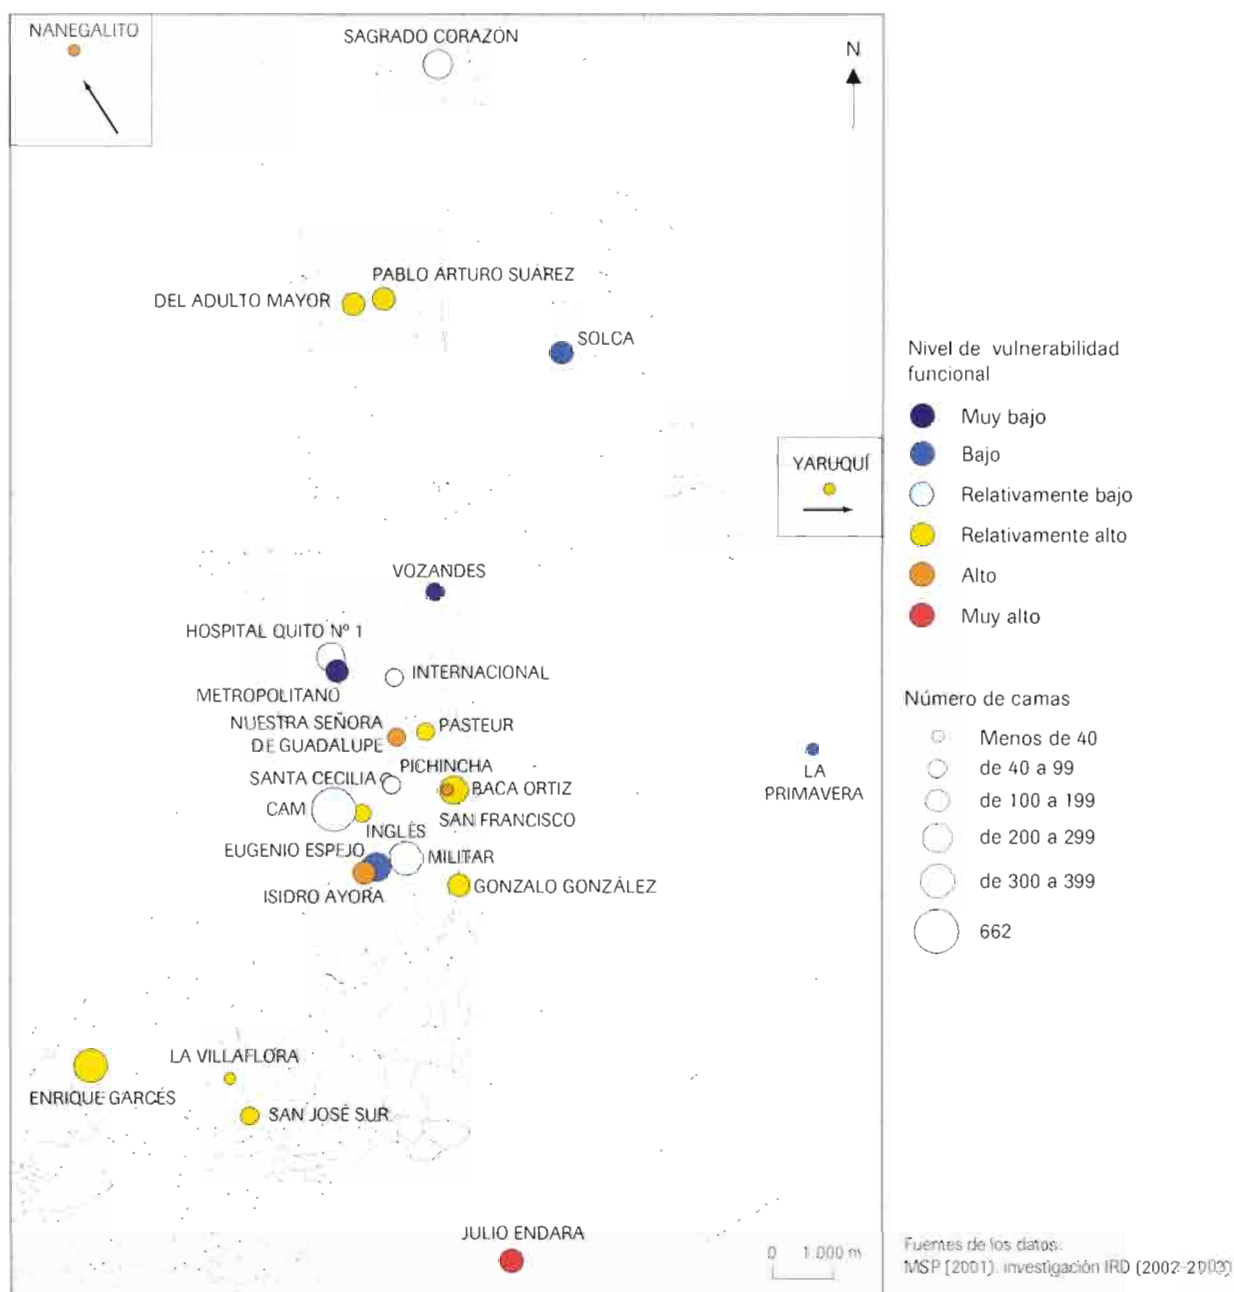 NANEGALITO
SAGRADO CORAZÓN
N
PABLO ARTURO SUÁREZ
DEL ADULTO MAYOR
SOLCA
YARUQUÍ
VOZANDES
HOSPITAL QUITO Nº 1
INTERNACIONAL
METROPOLITANO
NUESTRA SEÑORA
DE GUADALUPE
PASTEUR
PICHINCHA
SANTA CECILIA
BACA ORTIZ
LA
PRIMAVERA
CAM
SAN FRANCISCO
INGLÉS
EUGENIO ESPEJO
MILITAR
ISIDRO AYORA
GONZALO GONZÁLEZ
LA VILLAFLORA
ENRIQUE GARCÉS
SAN JOSÉ SUR
JULIO ENDARA
0 1 000 m
Nivel de vulnerabilidad
funcional
Muy bajo
Bajo
Relativamente bajo
Relativamente alto
Alto
Muy alto
Número de camas
Menos de 40
de 40 a 99
de 100 a 199
de 200 a 299
de 300 a 399
662
Fuentes de los datos:
MSP (2001). investigación IRD (2002-2003)